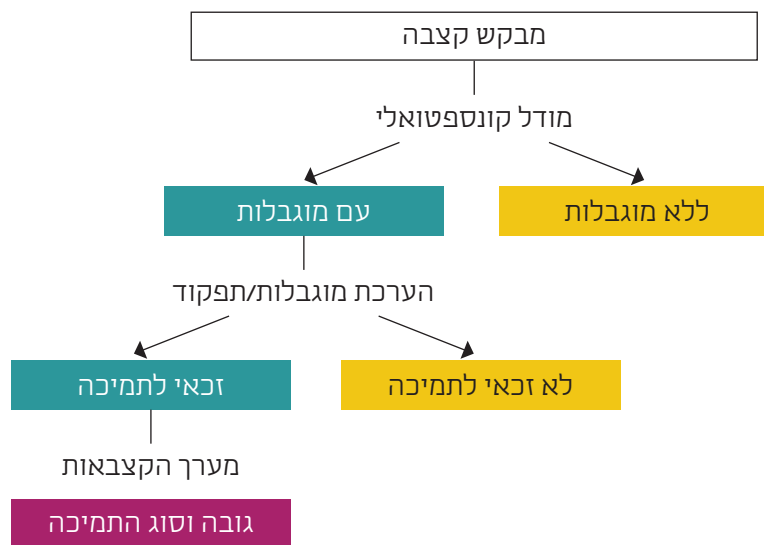 מבקש קצבה
מודל קונספטואלי
ללא מוגבלות
עם מוגבלות
הערכת מוגבלות/תפקוד
לא זכאי לתמיכה
זכאי לתמיכה
מערך הקצבאות
גובה וסוג התמיכה